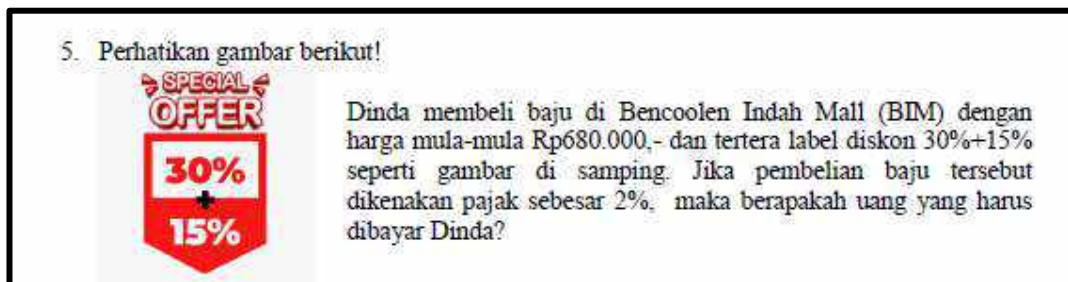 5. Perhatikan gambar berikut!
SPECIAL
OFFER
30%
+
15%
Dinda membeli baju di Bencoolen Indah Mall (BIM) dengan
harga mula-mula Rp680.000,- dan tertera label diskon 30%+15%
seperti gambar di samping. Jika pembelian baju tersebut
dikenakan pajak sebesar 2%, maka berapakah uang yang harus
dibayar Dinda?